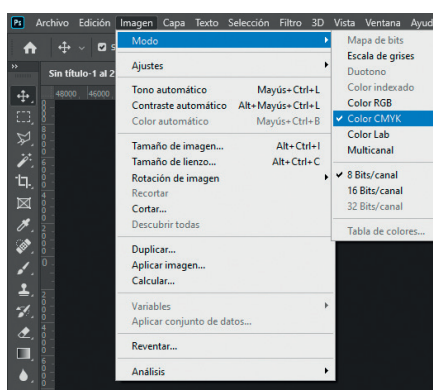 Ps Archivo Edición Imagen Capa Texto Selección Filtro 3D Vista Ventana Ayud
Sin título-1 al 2
48000 46000
Modo
Ajustes
Tono automático Mayús+Ctrl+L
Contraste automático Alt+Mayús+Ctrl+L
Color automático Mayús+Ctrl+B
Tamaño de imagen... Alt+Ctrl+I
Tamaño de lienzo... Alt+Ctrl+C
Rotación de imagen
Recortar
Cortar...
Descubrir todas
Duplicar...
Aplicar imagen...
Calcular...
Variables
Aplicar conjunto de datos...
Reventar...
Análisis
Mapa de bits
Escala de grises
Duotono
Color indexado
Color RGB
Color CMYK
Color Lab
Multicanal
8 Bits/canal
16 Bits/canal
32 Bits/canal
Tabla de colores...